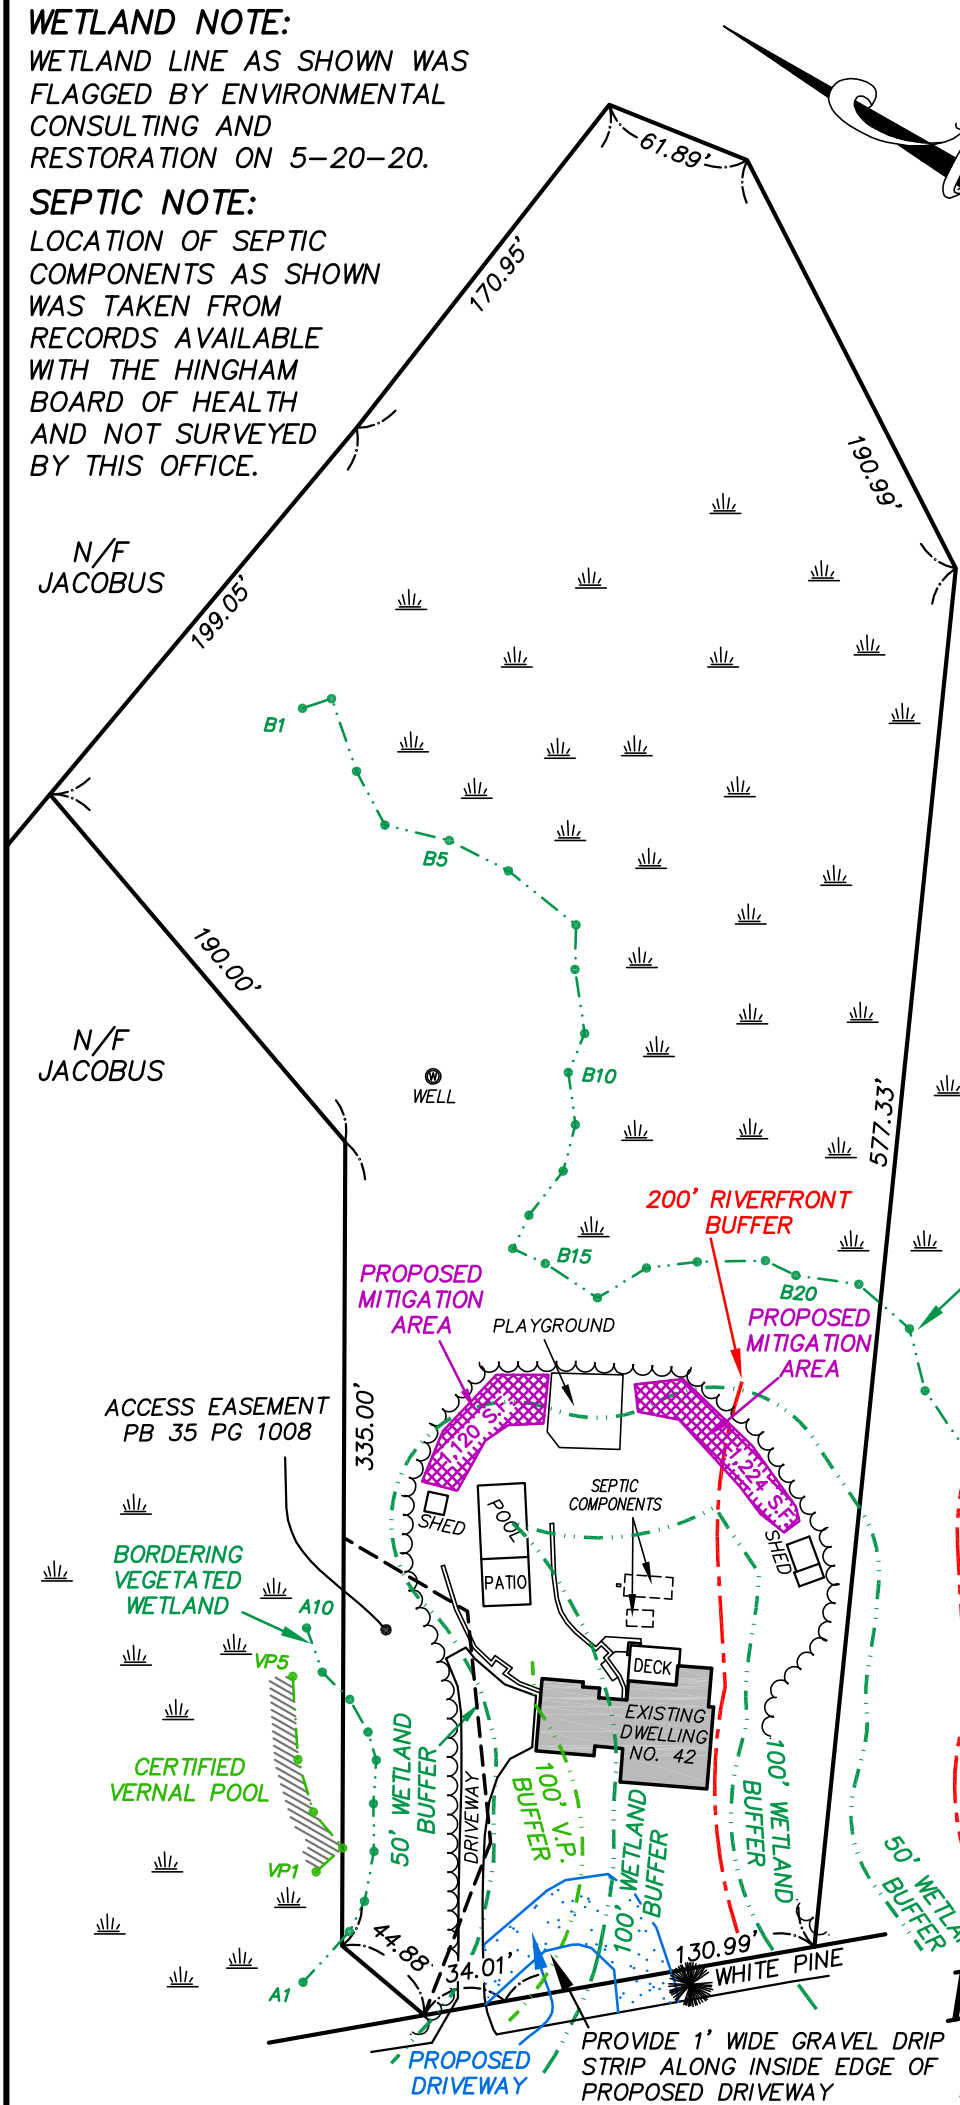 WETLAND NOTE:
WETLAND LINE AS SHOWN WAS
FLAGGED BY ENVIRONMENTAL
CONSULTING AND
RESTORATION ON 5-20-20.
SEPTIC NOTE:
LOCATION OF SEPTIC
COMPONENTS AS SHOWN
WAS TAKEN FROM
RECORDS AVAILABLE
WITH THE HINGHAM
BOARD OF HEALTH
AND NOT SURVEYED
BY THIS OFFICE.
61.89'
170.95'
190.99'
N/F
JACOBUS
199.05'
B1
B5
190.00'
N/F
JACOBUS
W
WELL
B10
577.33'
200' RIVERFRONT
BUFFER
B15
B20
PROPOSED
MITIGATION
AREA
PLAYGROUND
PROPOSED
MITIGATION
AREA
335.00'
ACCESS EASEMENT
PB 35 PG 1008
1,120 S.F.
1,224 S.F.
SEPTIC
COMPONENTS
SHED
POOL
PATIO
SHED
BORDERING
VEGETATED
WETLAND
A10
VP5
DECK
EXISTING
DWELLING
NO. 42
CERTIFIED
VERNAL POOL
50' WETLAND
BUFFER
DRIVEWAY
100' V.P.
BUFFER
100' WETLAND
BUFFER
100' WETLAND
BUFFER
50' WETLA
BUFFER
VP1
A1
44.88
34.01'
130.99'
WHITE PINE
PROPOSED
DRIVEWAY
PROVIDE 1' WIDE GRAVEL DRIP
STRIP ALONG INSIDE EDGE OF
PROPOSED DRIVEWAY